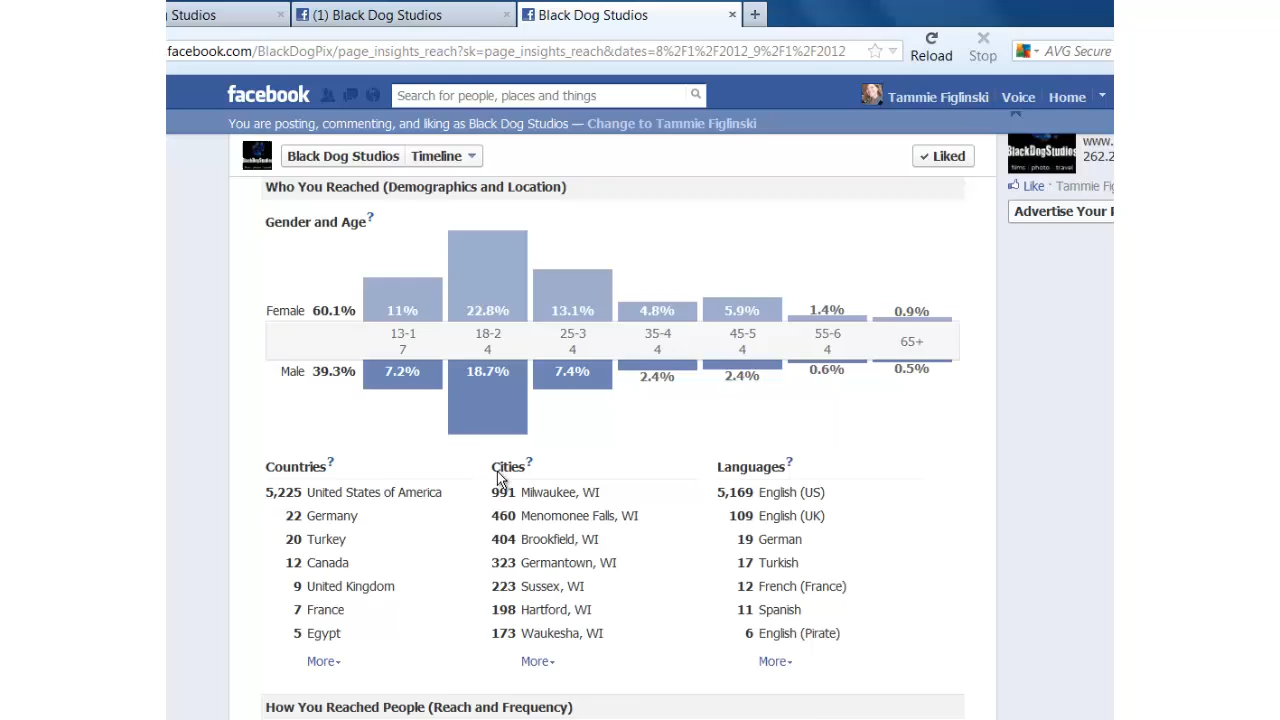 Studios
(1) Black Dog Studios
Black Dog Studios
facebook.com/BlackDogPix/page_insights_reach?sk=page_insights_reach&dates=8%2F1%2F2012_9%2F1%2F2012
Reload
Stop
AVG Secure
facebook
Search for people, places and things
Tammie Figlinski
Voice
Home
You are posting, commenting, and liking as Black Dog Studios — Change to Tammie Figlinski
Black Dog Studios
Timeline
Liked
BlackDogStudios
films photo travel
www.
262.2
Like · Tammie Fig
Advertise Your P
Who You Reached (Demographics and Location)
Gender and Age?
Female 60.1% 11% 22.8% 13.1% 4.8% 5.9% 1.4% 0.9%
13-1 18-2 25-3 35-4 45-5 55-6 65+
7 4 4 4 4 4
Male 39.3% 7.2% 18.7% 7.4% 2.4% 2.4% 0.6% 0.5%
Countries?
5,225 United States of America
22 Germany
20 Turkey
12 Canada
9 United Kingdom
7 France
5 Egypt
More
Cities?
991 Milwaukee, WI
460 Menomonee Falls, WI
404 Brookfield, WI
323 Germantown, WI
223 Sussex, WI
198 Hartford, WI
173 Waukesha, WI
More
Languages?
5,169 English (US)
109 English (UK)
19 German
17 Turkish
12 French (France)
11 Spanish
6 English (Pirate)
More
How You Reached People (Reach and Frequency)